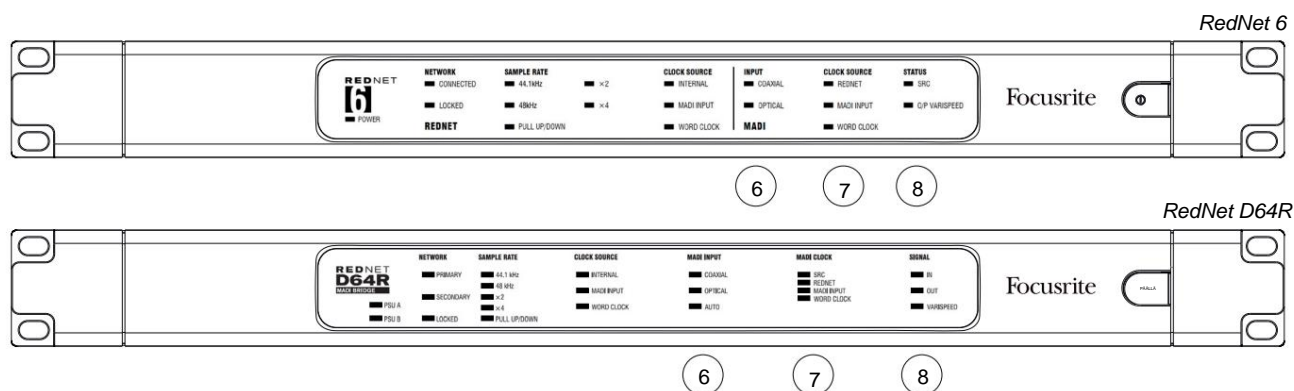 RedNet 6
REDNET
6
POWER
NETWORK
CONNECTED
LOCKED
REDNET
SAMPLE RATE
44.1kHz
48kHz
PULL UP/DOWN
×2
×4
CLOCK SOURCE
INTERNAL
MADI INPUT
WORD CLOCK
INPUT
COAXIAL
OPTICAL
MADI
CLOCK SOURCE
REDNET
MADI INPUT
WORD CLOCK
STATUS
SRC
O/P VARISPEED
Focusrite
6
7
8
RedNet D64R
REDNET
D64R
MADI BRIDGE
PSU A
PSU B
NETWORK
PRIMARY
SECONDARY
LOCKED
SAMPLE RATE
44.1 kHz
48 kHz
×2
×4
PULL UP/DOWN
CLOCK SOURCE
INTERNAL
MADI INPUT
WORD CLOCK
MADI INPUT
COAXIAL
OPTICAL
AUTO
MADI CLOCK
SRC
REDNET
MADI INPUT
WORD CLOCK
SIGNAL
IN
OUT
VARISPEED
Focusrite
PÄÄLLÄ
6
7
8